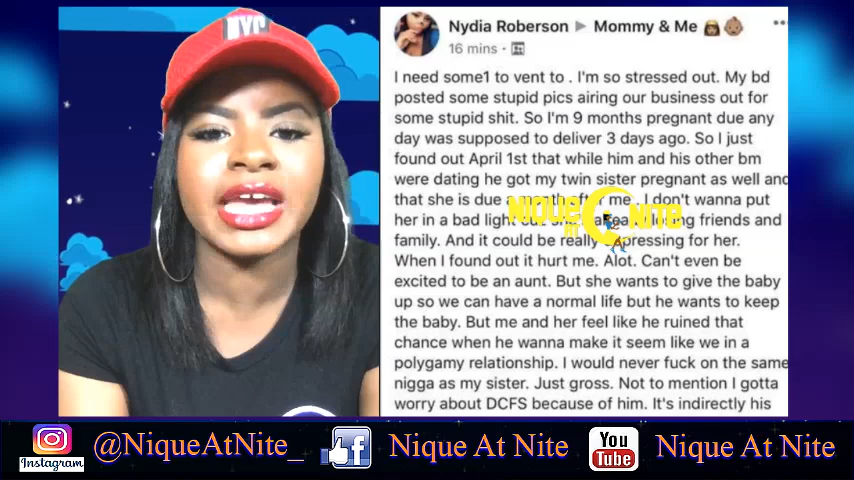 NYC
Nydia Roberson ▶ Mommy & Me
16 mins ·
I need some1 to vent to . I'm so stressed out. My bd
posted some stupid pics airing our business out for
some stupid shit. So I'm 9 months pregnant due any
day was supposed to deliver 3 days ago. So I just
found out April 1st that while him and his other bm
were dating he got my twin sister pregnant as well and
that she is due a me . I don't wanna put
her in a bad light friends and
family. And it could be really depressing for her.
When I found out it hurt me. Alot. Can't even be
excited to be an aunt. But she wants to give the baby
up so we can have a normal life but he wants to keep
the baby. But me and her feel like he ruined that
chance when he wanna make it seem like we in a
polygamy relationship. I would never fuck on the same
nigga as my sister. Just gross. Not to mention I gotta
worry about DCFS because of him. It's indirectly his
NIQUE AT NITE
Instagram
@NiqueAtNite_
Nique At Nite
You Tube
Nique At Nite